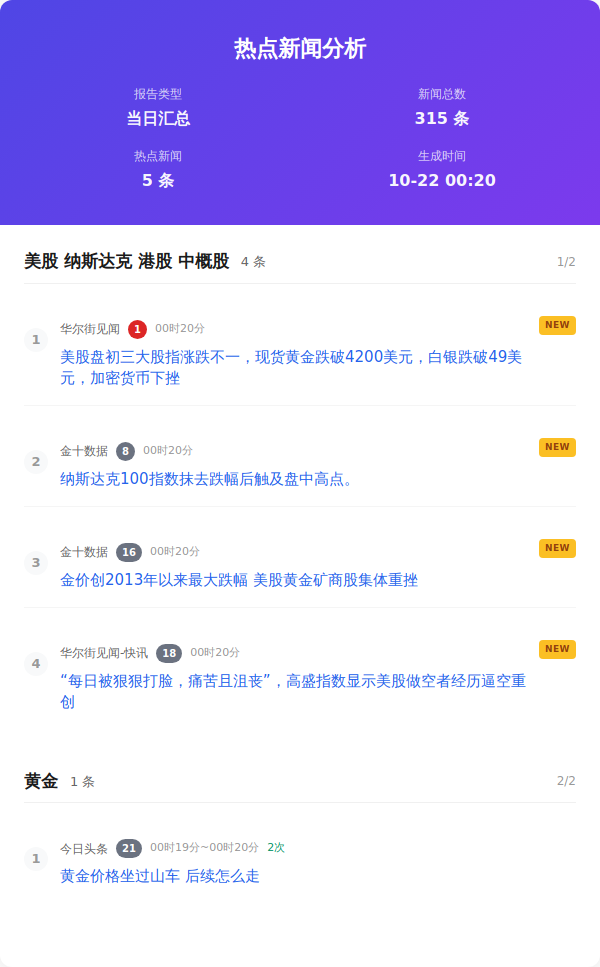 热点新闻分析
报告类型
新闻总数
当日汇总
315 条
热点新闻
生成时间
5 条
10-22 00:20
美股 纳斯达克 港股 中概股 4 条 1/2
1 华尔街见闻 1 00时20分 NEW
美股盘初三大股指涨跌不一，现货黄金跌破4200美元，白银跌破49美
元，加密货币下挫
2 金十数据 8 00时20分 NEW
纳斯达克100指数抹去跌幅后触及盘中高点。
3 金十数据 16 00时20分 NEW
金价创2013年以来最大跌幅 美股黄金矿商股集体重挫
4 华尔街见闻-快讯 18 00时20分 NEW
“每日被狠狠打脸，痛苦且沮丧”，高盛指数显示美股做空者经历逼空重
创
黄金 1 条 2/2
1 今日头条 21 00时19分~00时20分 2次
黄金价格坐过山车 后续怎么走